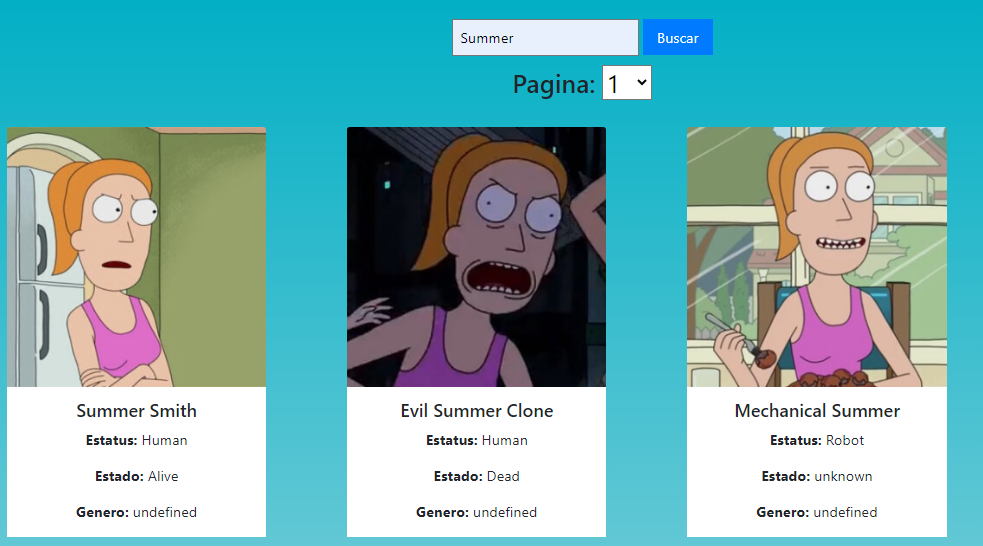 Summer Buscar
Pagina: 1
Summer Smith
Estatus: Human
Estado: Alive
Genero: undefined
Evil Summer Clone
Estatus: Human
Estado: Dead
Genero: undefined
Mechanical Summer
Estatus: Robot
Estado: unknown
Genero: undefined